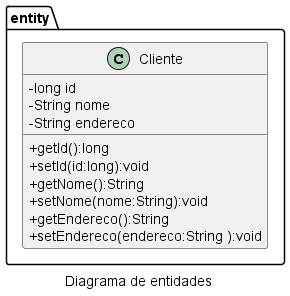 entity
C Cliente
-long id
-String nome
-String endereco
+getId():long
+setId(id:long):void
+getNome():String
+setNome(nome:String):void
+getEndereco():String
+setEndereco(endereco:String ):void
Diagrama de entidades